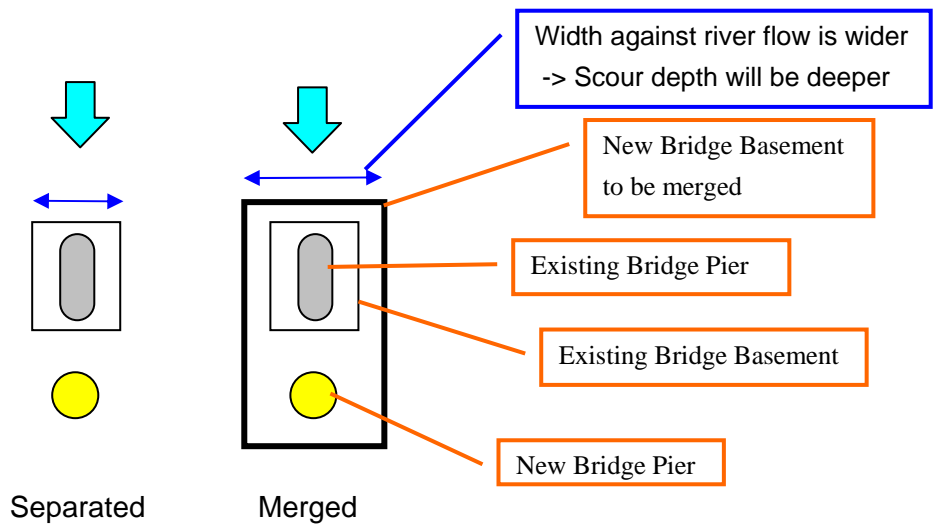 Width against river flow is wider
-> Scour depth will be deeper
New Bridge Basement
to be merged
Existing Bridge Pier
Existing Bridge Basement
New Bridge Pier
Separated
Merged